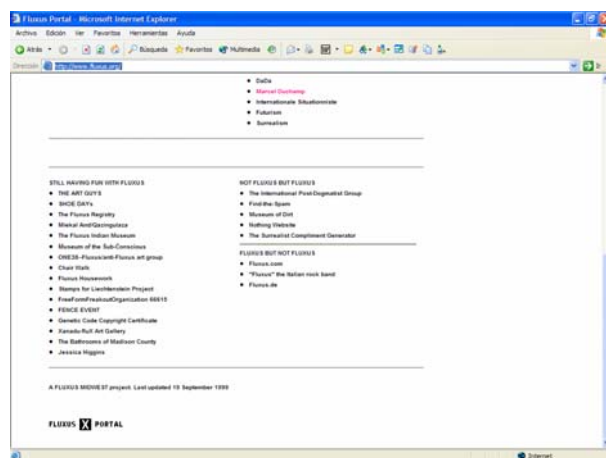 Fluxus Portal - Microsoft Internet Explorer
Archivo Edición Ver Favoritos Herramientas Ayuda
Atrás Búsqueda Favoritos Multimedia
Dirección http://www.fluxus.org/ Ir
DaDa
Marcel Duchamp
Internationale Situationniste
Futurism
Surrealism
STILL HAVING FUN WITH FLUXUS
THE ART GUYS
SHOE DAYs
The Fluxus Registry
Miekal And/Qazingulaza
The Fluxus Indian Museum
Museum of the Sub-Conscious
ONE38--Fluxus/anti-Fluxus art group
Chair Walk
Fluxus Housework
Stamps for Liechtenstein Project
FreeFormFreakoutOrganization 66615
FENCE EVENT
Genetic Code Copyright Certificate
Xanadu-RuX Art Gallery
The Bathrooms of Madison County
Jessica Higgins
NOT FLUXUS BUT FLUXUS
The International Post-Dogmatist Group
Find-the-Spam
Museum of Dirt
Nothing Website
The Surrealist Compliment Generator
FLUXUS BUT NOT FLUXUS
Fluxus.com
"Fluxus" the Italian rock band
Fluxus.de
A FLUXUS MIDWEST project. Last updated 19 September 1999
FLUXUS X PORTAL
Internet